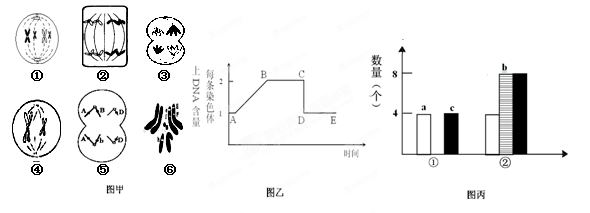 ① ② ③
④ ⑤ ⑥
A B A D
A b A D
图甲
每条染色体
上DNA含量
2
1
A B C D E
时间
图乙
数量(个)
8
4
a c b
① ②
图丙